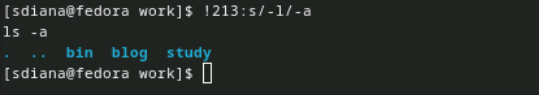 [sdiana@fedora work]$ !213:s/-l/-a
ls -a
.  ..  bin  blog  study
[sdiana@fedora work]$